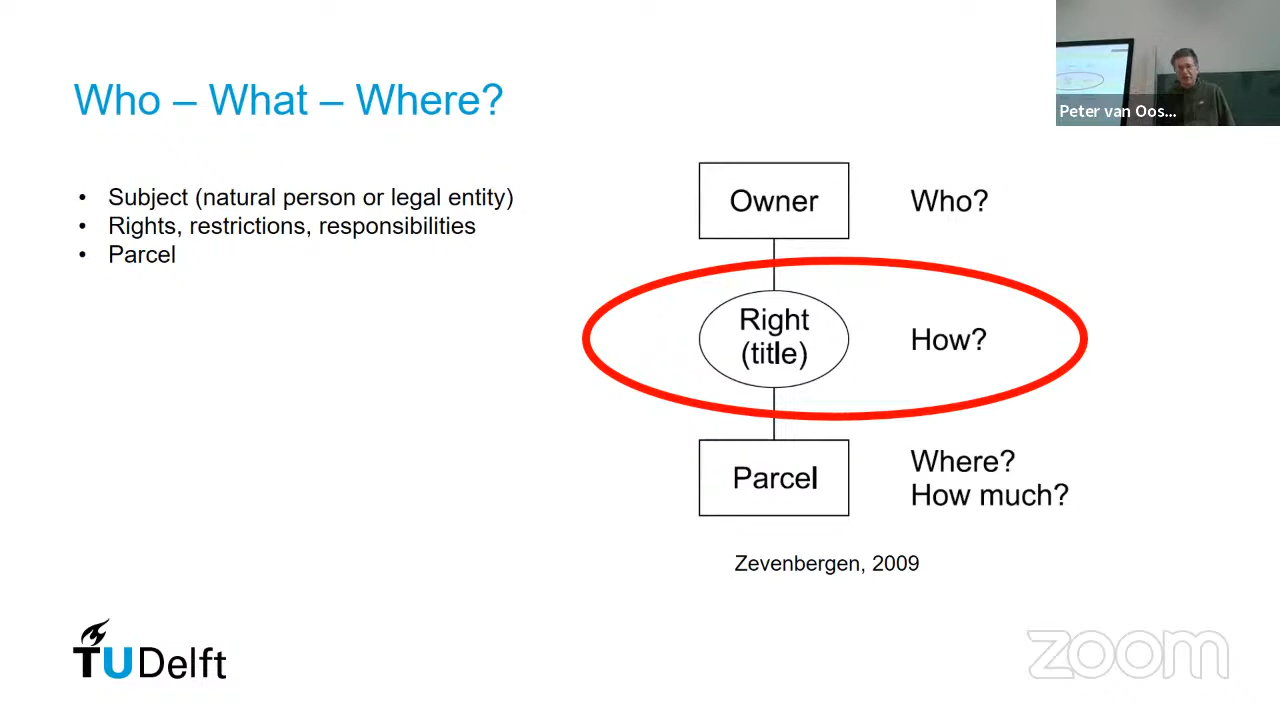 Who – What – Where?
• Subject (natural person or legal entity)
• Rights, restrictions, responsibilities
• Parcel
Owner
Who?
Right
(title)
How?
Parcel
Where?
How much?
Zevenbergen, 2009
TUDelft
zoom
Peter van Oos...